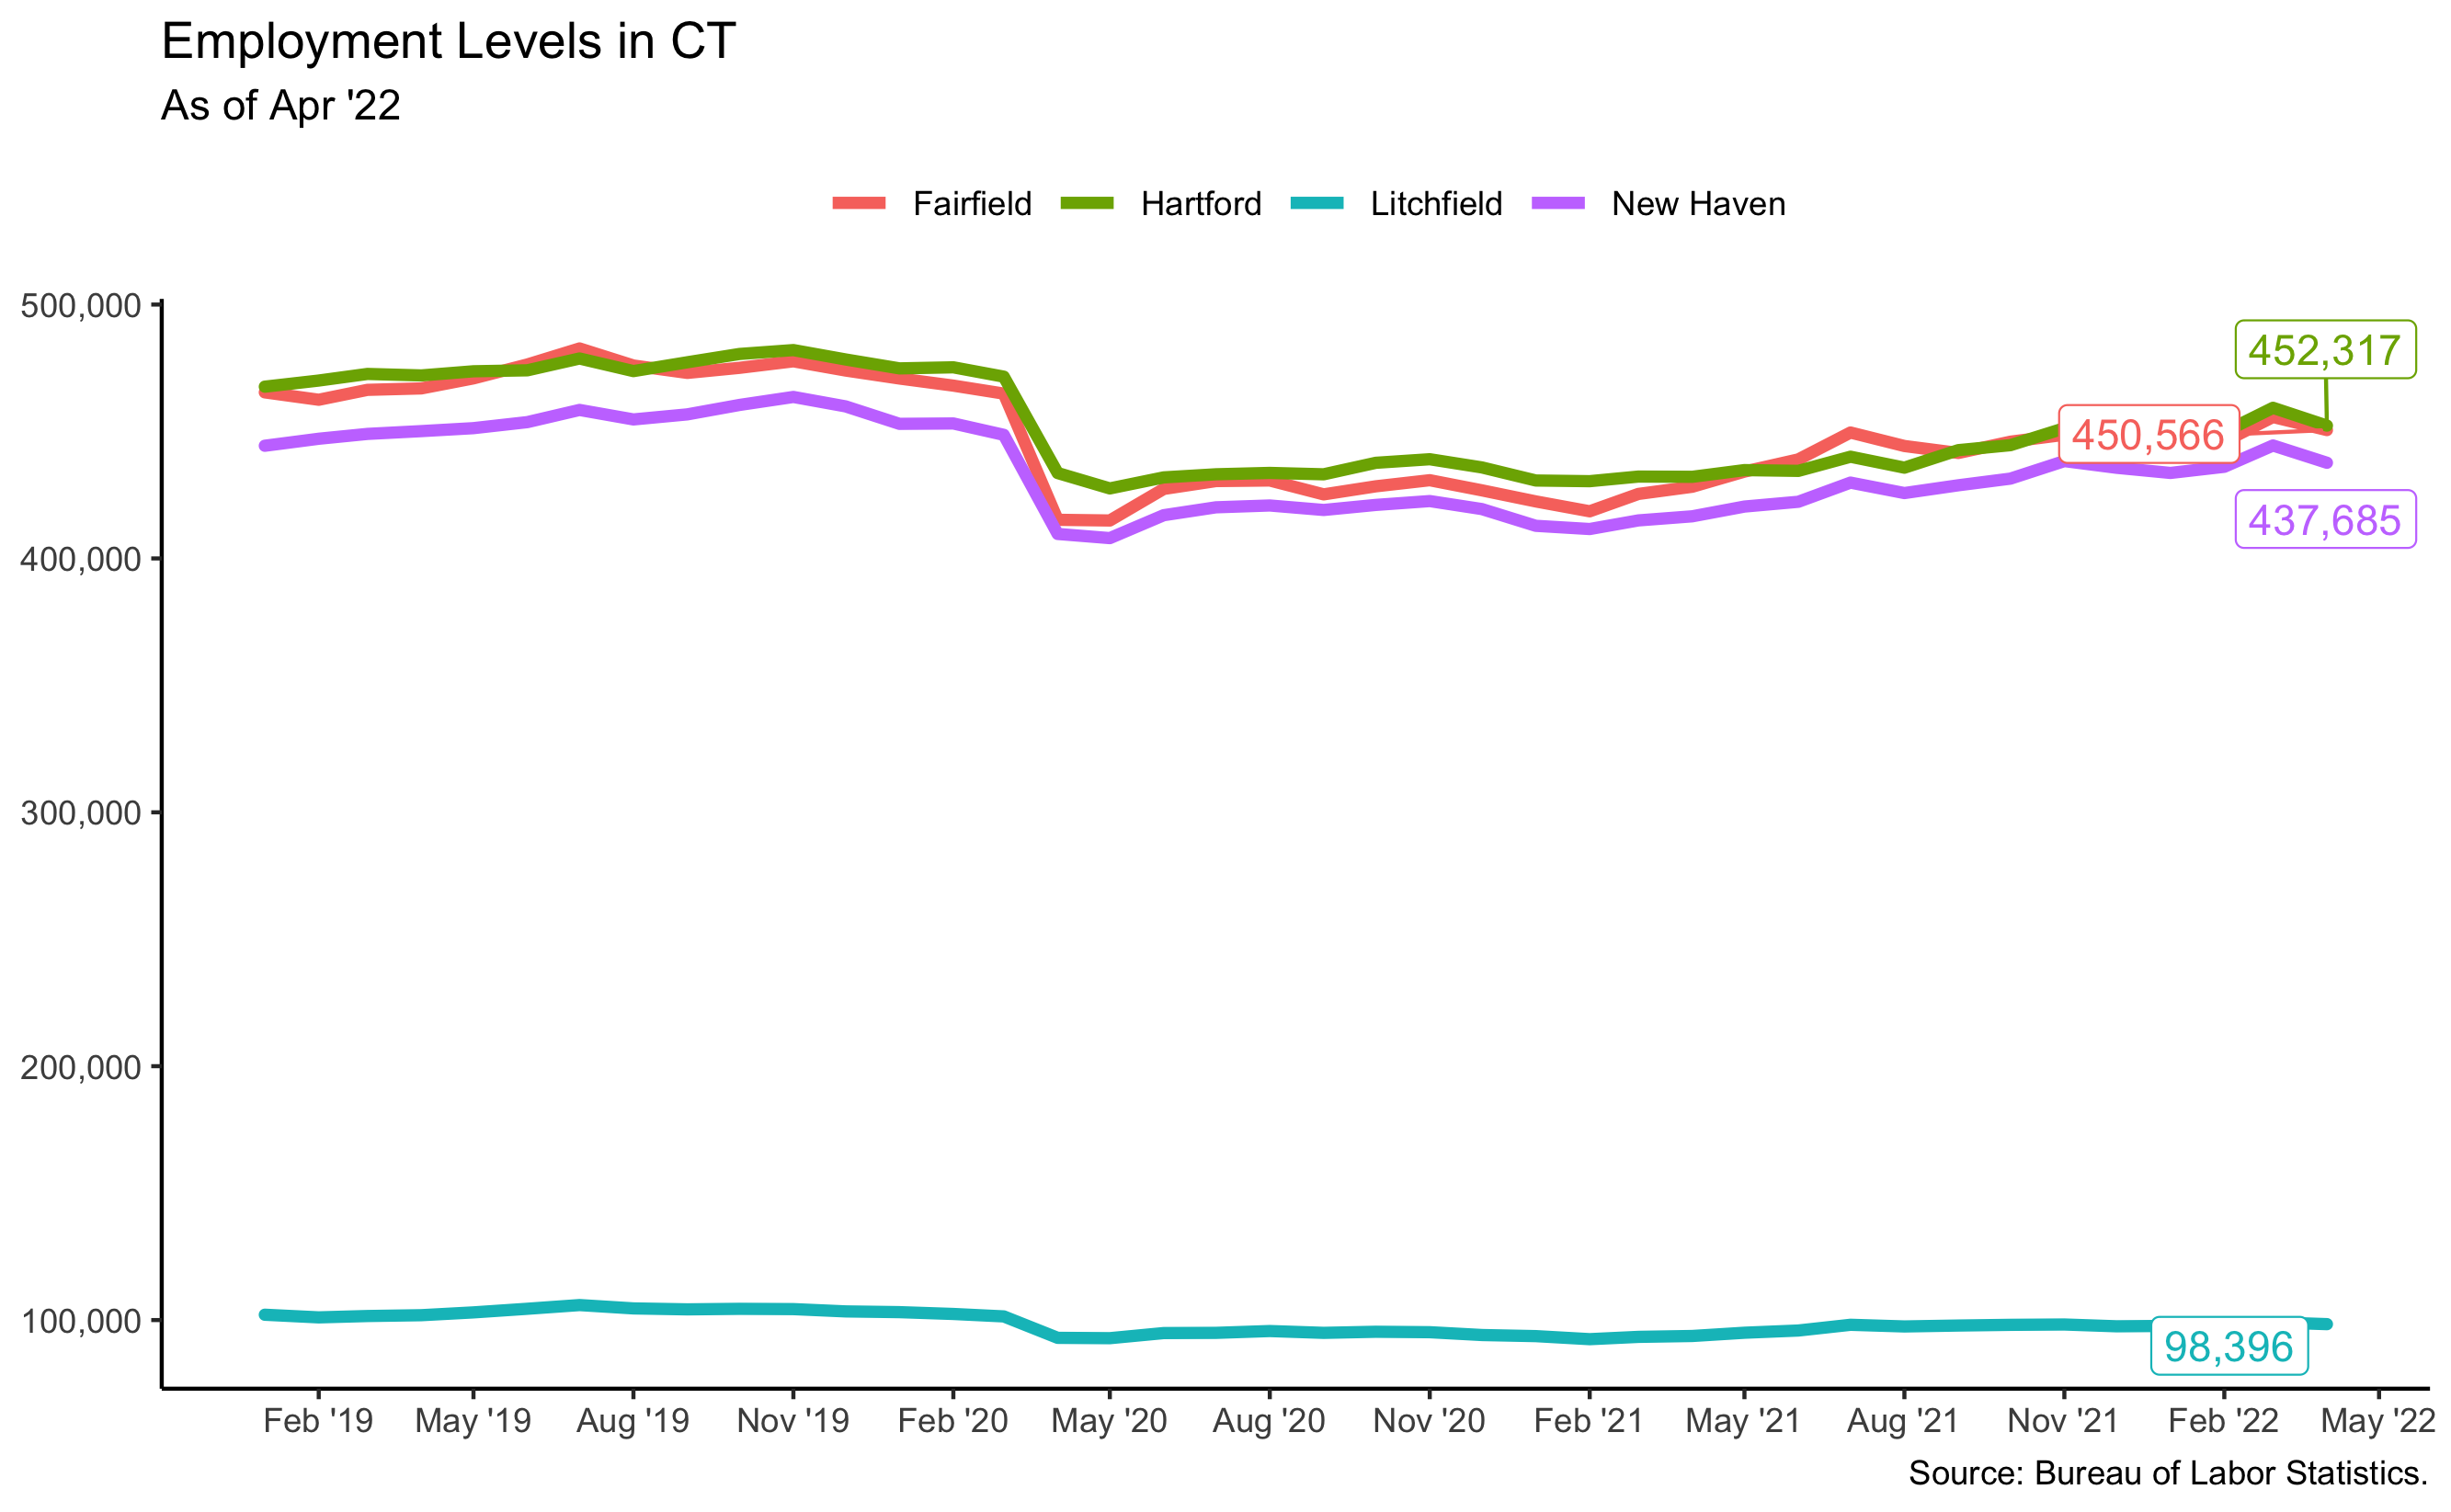 Employment Levels in CT
As of Apr '22
Fairfield Hartford Litchfield New Haven
500,000
400,000
300,000
200,000
100,000
452,317
450,566
437,685
98,396
Feb '19 May '19 Aug '19 Nov '19 Feb '20 May '20 Aug '20 Nov '20 Feb '21 May '21 Aug '21 Nov '21 Feb '22 May '22
Source: Bureau of Labor Statistics.